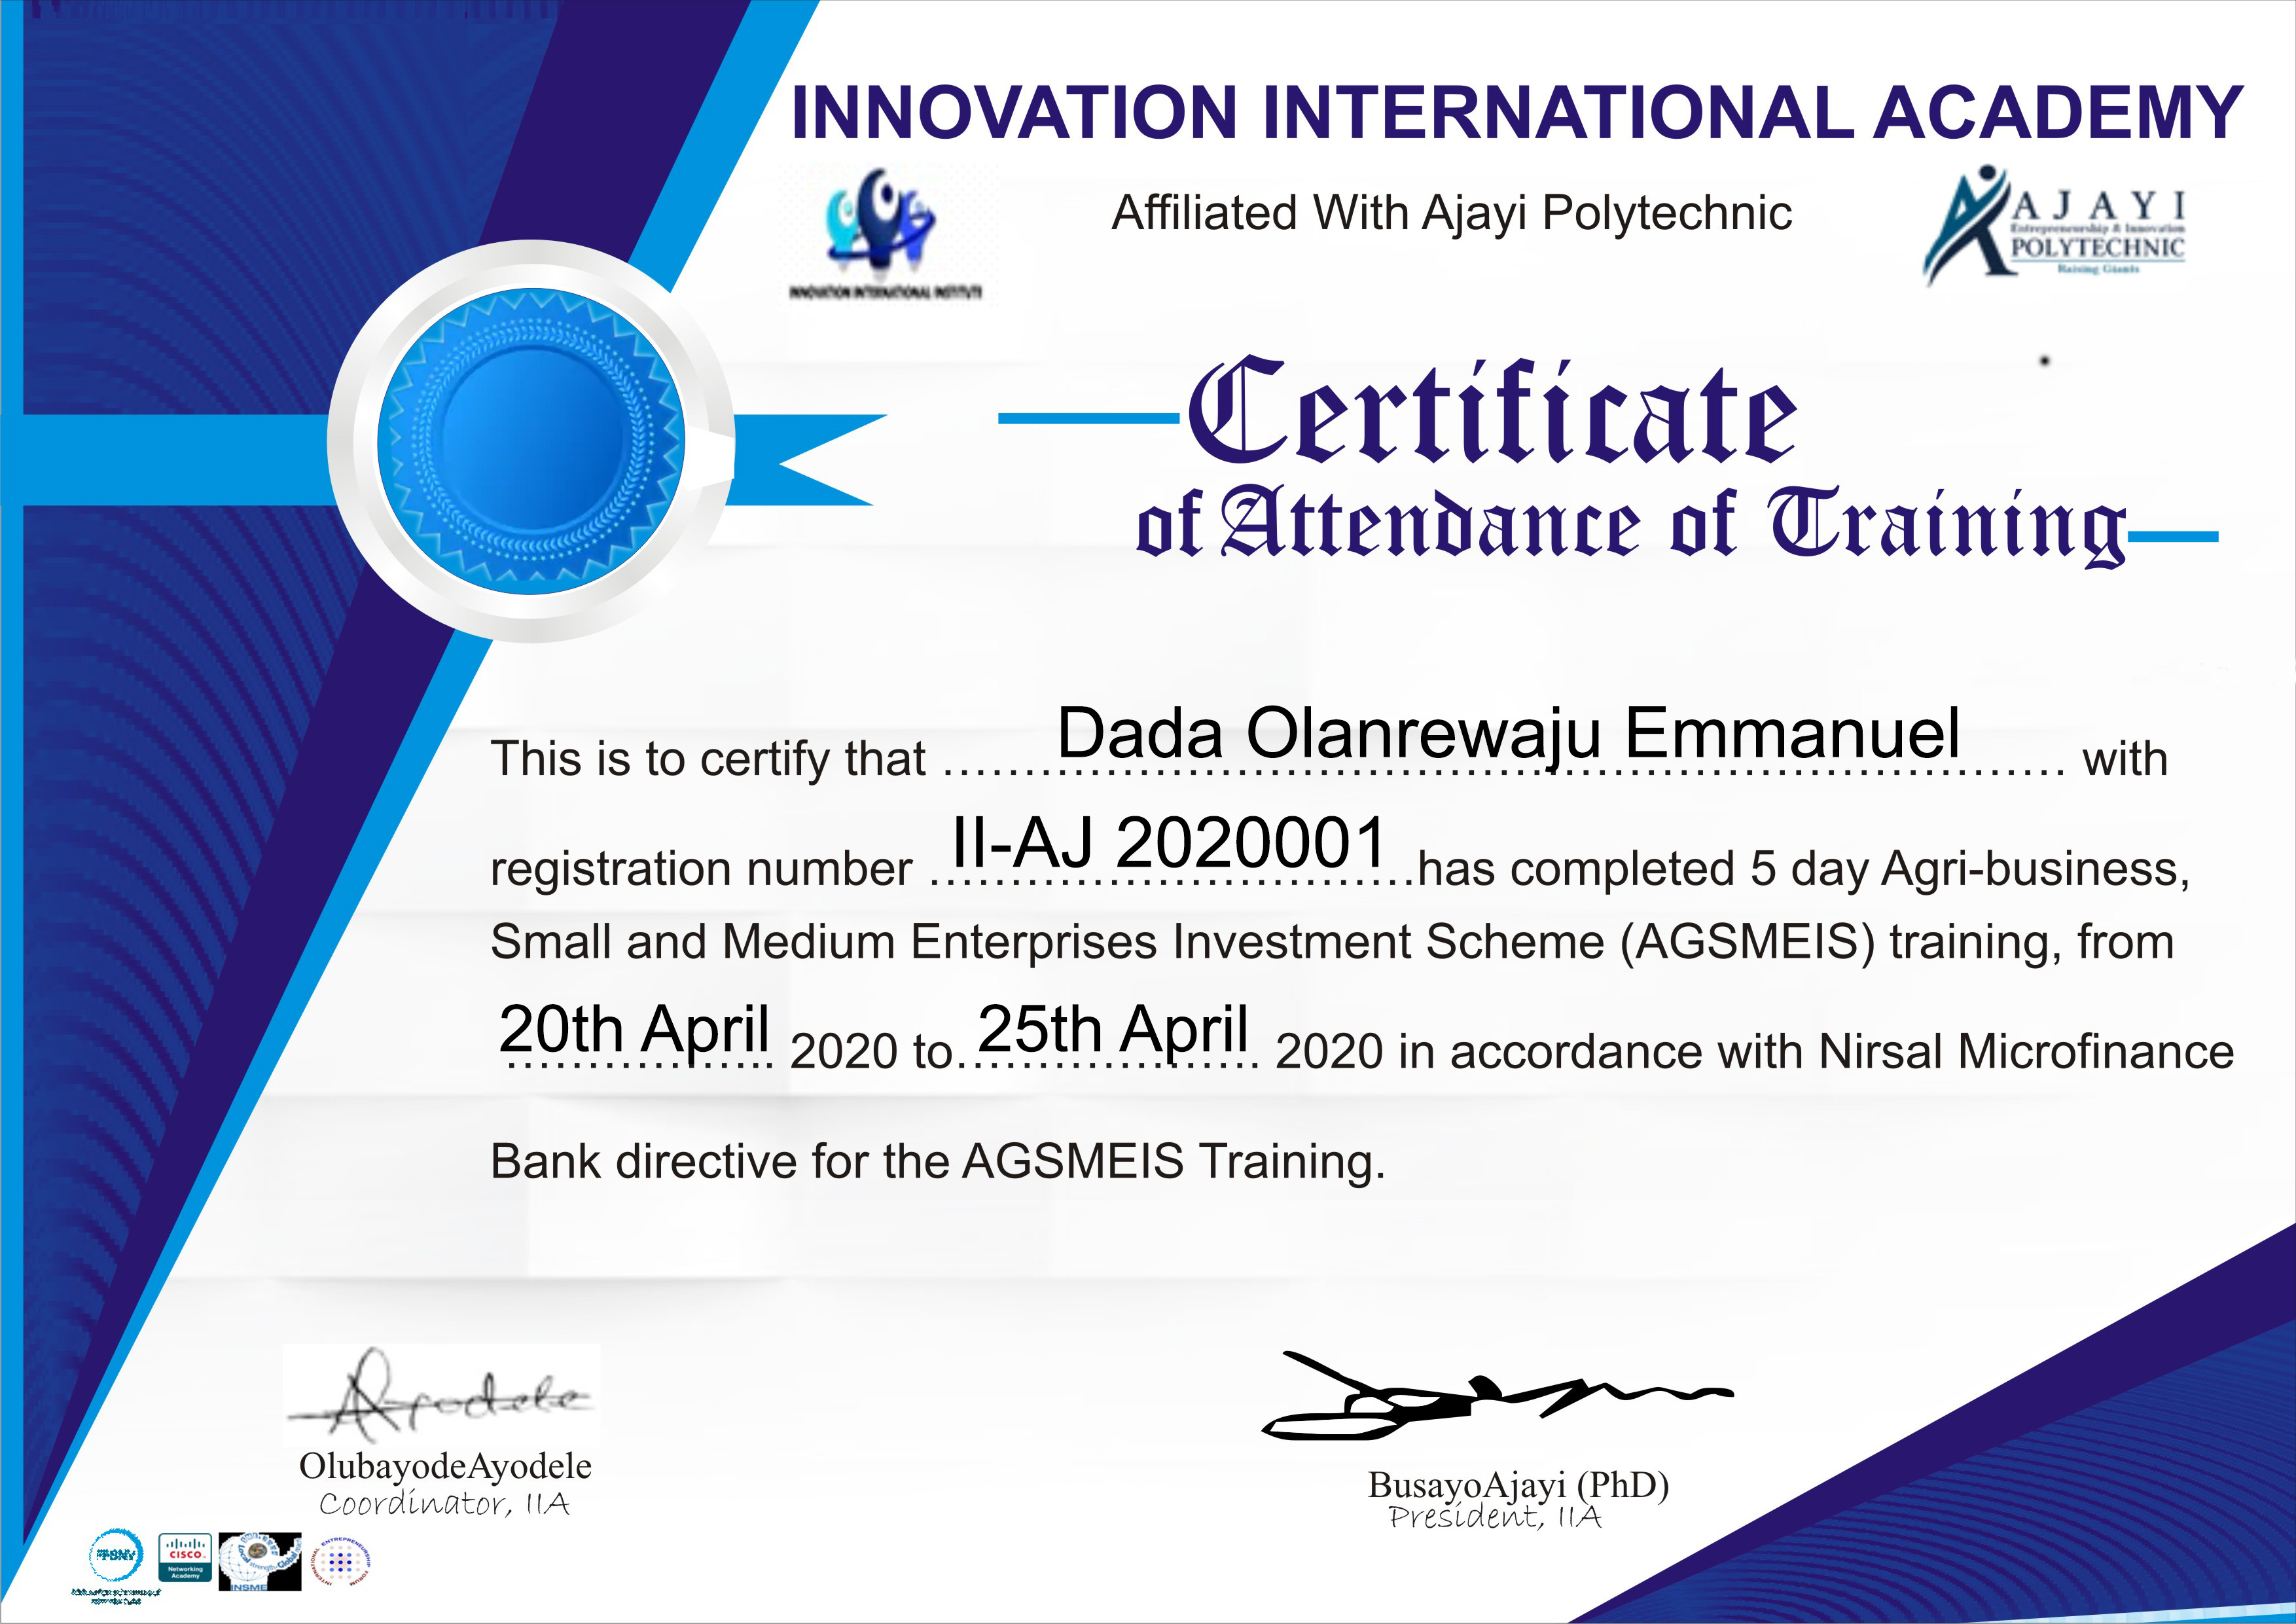 INNOVATION INTERNATIONAL ACADEMY
Affiliated With Ajayi Polytechnic
INNOVATION INTERNATIONAL INSTITUTE
AJAYI
Entrepreneurship & Innovation
POLYTECHNIC
Raising Giants
Certificate
of Attendance of Training
This is to certify that Dada Olanrewaju Emmanuel with
registration number II-AJ 2020001 has completed 5 day Agri-business,
Small and Medium Enterprises Investment Scheme (AGSMEIS) training, from
20th April 2020 to 25th April 2020 in accordance with Nirsal Microfinance
Bank directive for the AGSMEIS Training.
Ayodele
OlubayodeAyodele
Coordinator, IIA
BusayoAjayi (PhD)
President, IIA
CISCO
Networking
Academy
INSME
INTERNATIONAL ENTREPRENEURSHIP FORUM